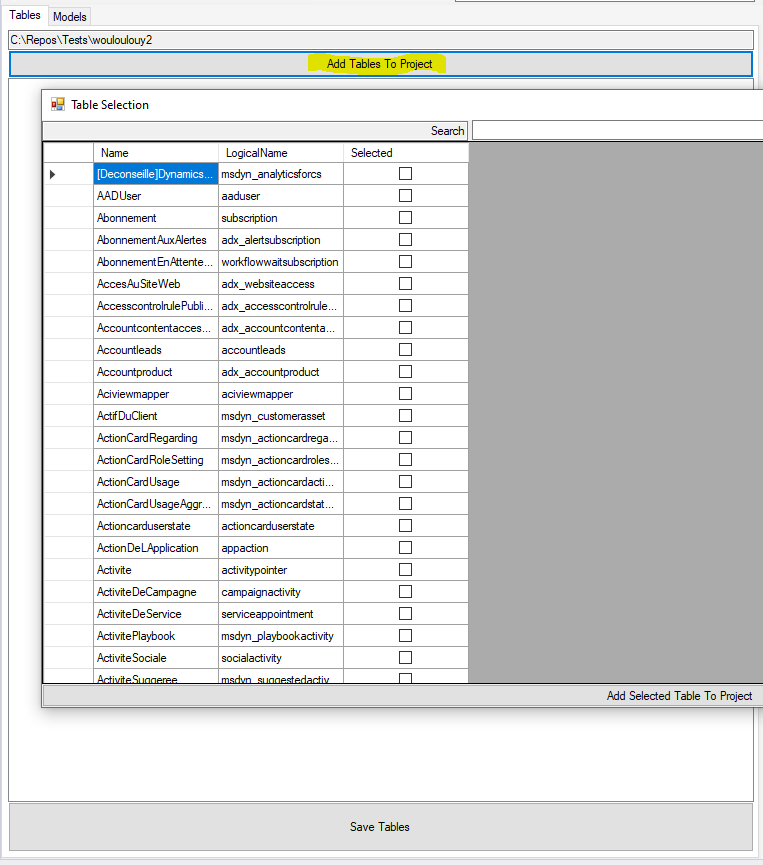 Tables Models
C:\Repos\Tests\wouloulouy2
Add Tables To Project
Table Selection
Search
Name LogicalName Selected
[Deconseille]Dynamics... msdyn_analyticsforcs
AADUser aaduser
Abonnement subscription
AbonnementAuxAlertes adx_alertsubscription
AbonnementEnAttente... workflowwaitsubscription
AccesAuSiteWeb adx_websiteaccess
AccesscontrolrulePubli... adx_accesscontrolrule...
Accountcontentacces... adx_accountcontenta...
Accountleads accountleads
Accountproduct adx_accountproduct
Aciviewmapper aciviewmapper
ActifDuClient msdyn_customerasset
ActionCardRegarding msdyn_actioncardrega...
ActionCardRoleSetting msdyn_actioncardroles...
ActionCardUsage msdyn_actioncardacti...
ActionCardUsageAggr... msdyn_actioncardstat...
Actioncarduserstate actioncarduserstate
ActionDeLApplication appaction
Activite activitypointer
ActiviteDeCampagne campaignactivity
ActiviteDeService serviceappointment
ActivitePlaybook msdyn_playbookactivity
ActiviteSociale socialactivity
ActiviteSuggeree msdyn_suggestedactiv
Add Selected Table To Project
Save Tables